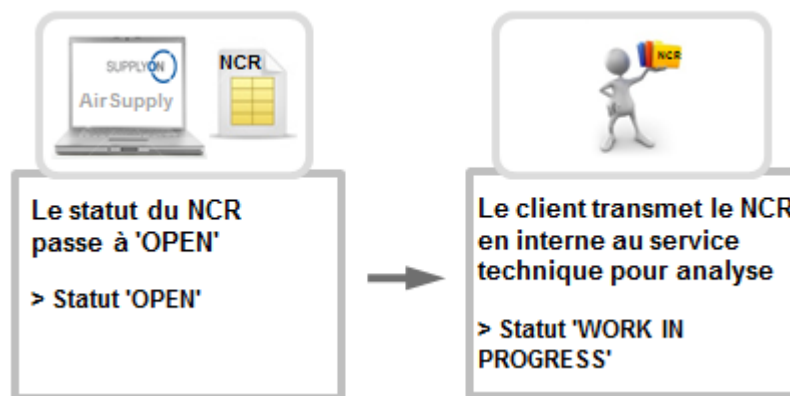 SUPPLYON
AirSupply
NCR
NCR
Le statut du NCR
passe à 'OPEN'
> Statut 'OPEN'
Le client transmet le NCR
en interne au service
technique pour analyse
> Statut 'WORK IN
PROGRESS'